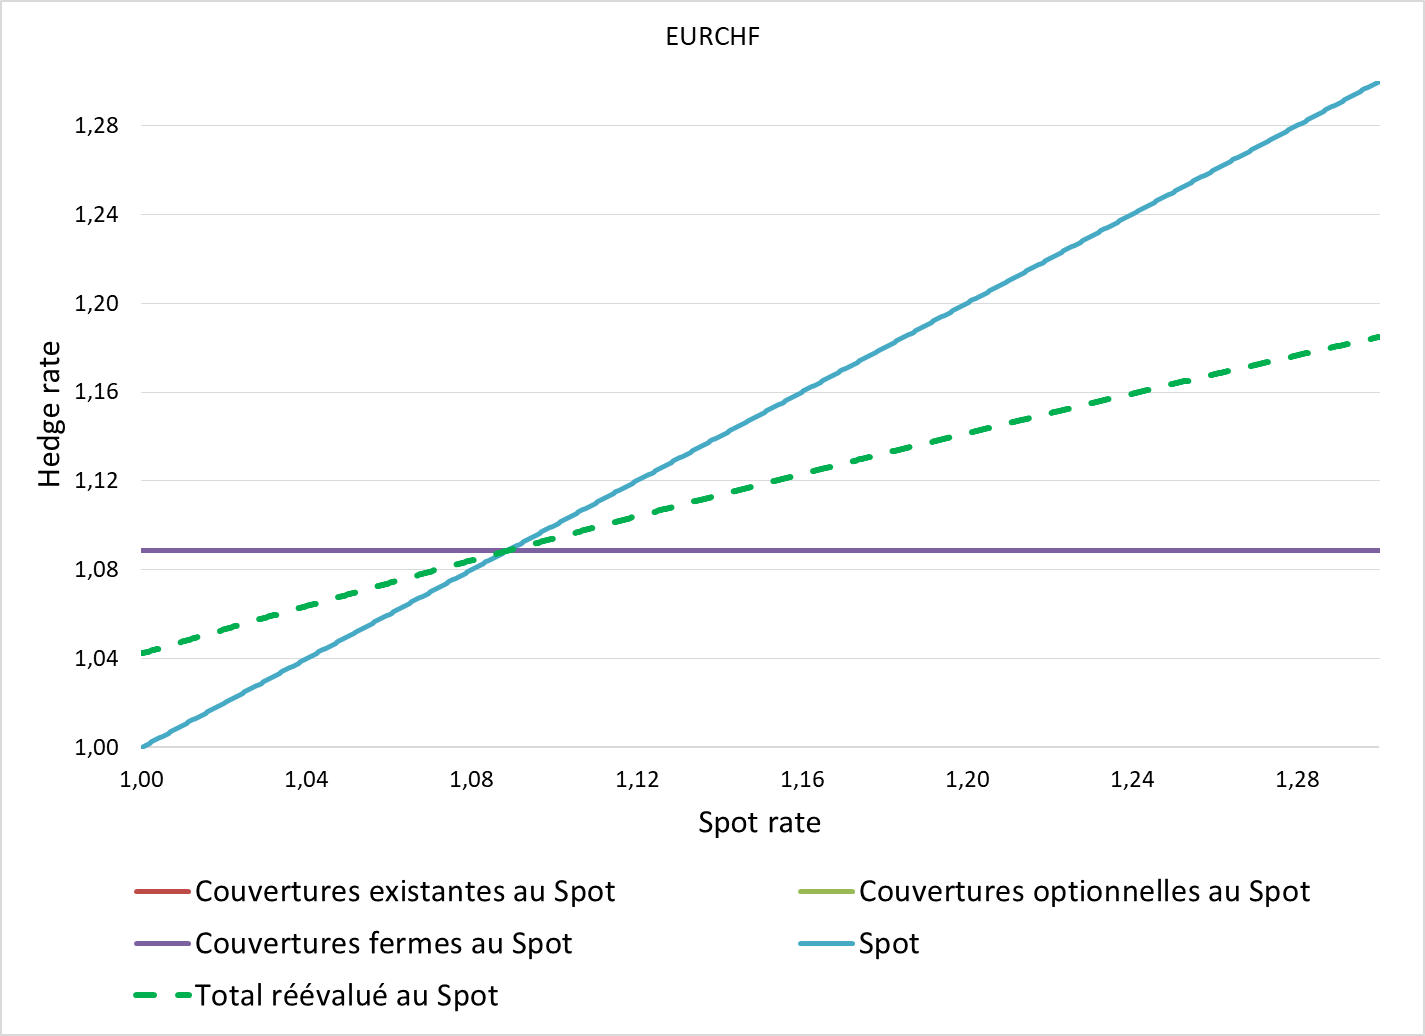 EURCHF
1,28
1,24
1,20
1,16
1,12
1,08
1,04
1,00
Hedge rate
1,00 1,04 1,08 1,12 1,16 1,20 1,24 1,28
Spot rate
Couvertures existantes au Spot Couvertures optionnelles au Spot
Couvertures fermes au Spot Spot
Total réévalué au Spot